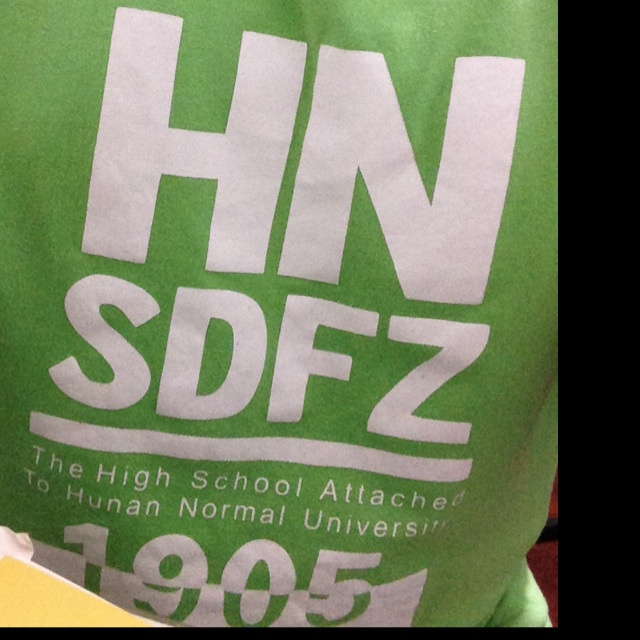 HN
SDFZ
The High School Attached
To Hunan Normal University
1905